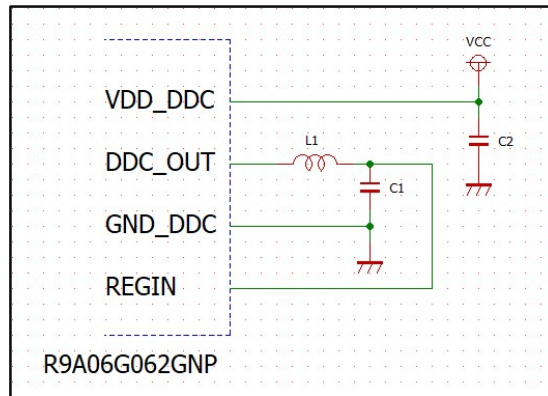 VCC
VDD_DDC
L1
C2
DDC_OUT
C1
GND_DDC
REGIN
R9A06G062GNP